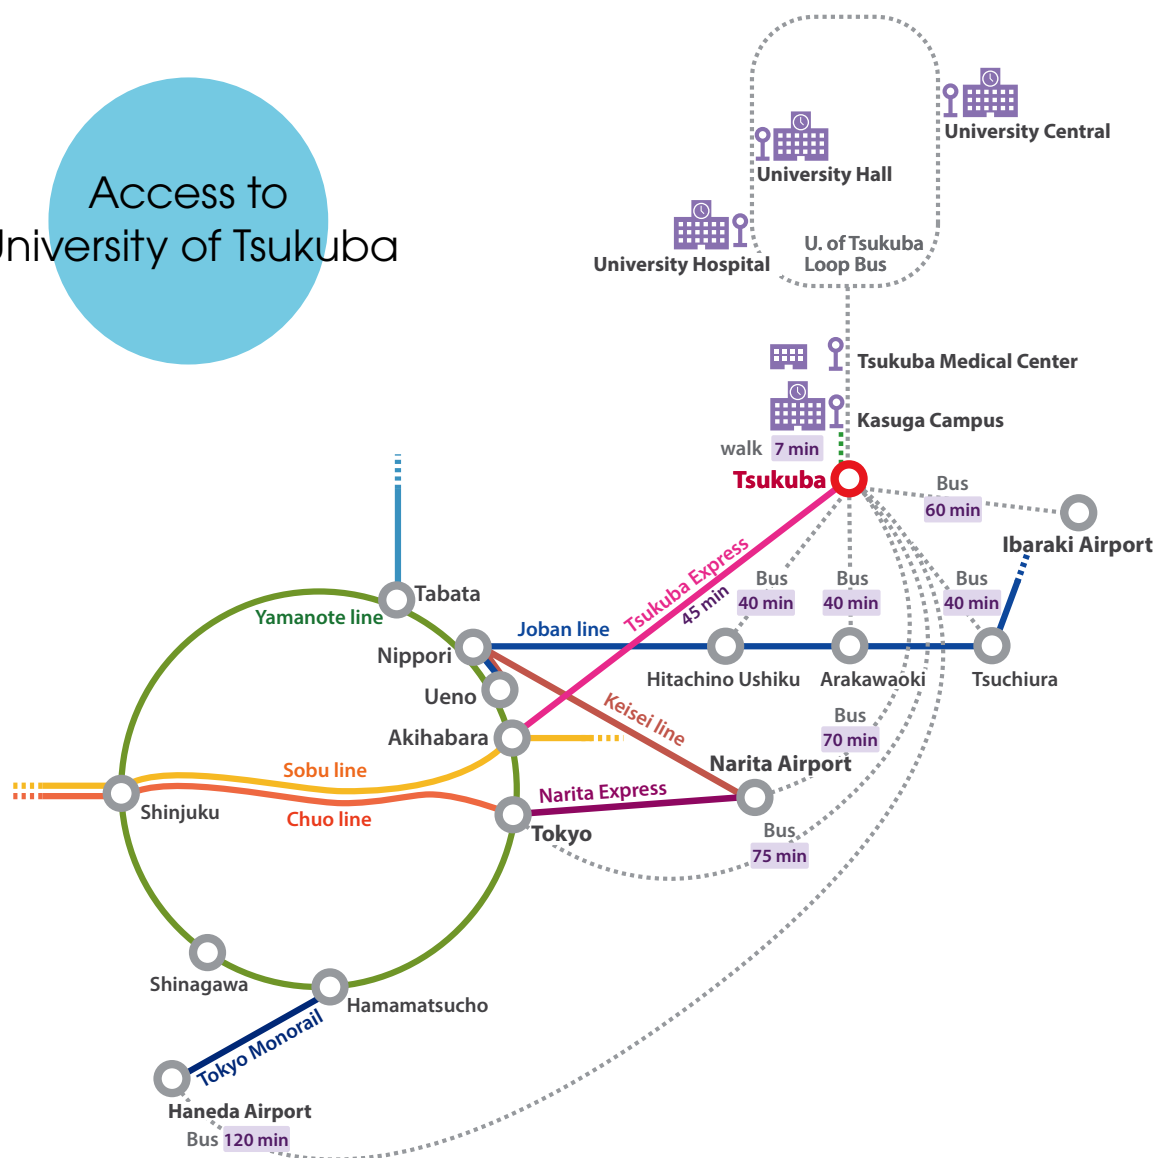 Access to
University of Tsukuba
University Central
University Hall
U. of Tsukuba
Loop Bus
University Hospital
Tsukuba Medical Center
Kasuga Campus
walk 7 min
Tsukuba
Bus
60 min
Ibaraki Airport
Tsukuba Express
45 min
Bus
40 min
Bus
40 min
Bus
40 min
Tabata
Yamanote line
Joban line
Nippori
Hitachino Ushiku
Arakawaoki
Tsuchiura
Ueno
Keisei line
Bus
70 min
Akihabara
Narita Airport
Sobu line
Narita Express
Shinjuku
Chuo line
Tokyo
Bus
75 min
Shinagawa
Hamamatsucho
Tokyo Monorail
Haneda Airport
Bus 120 min